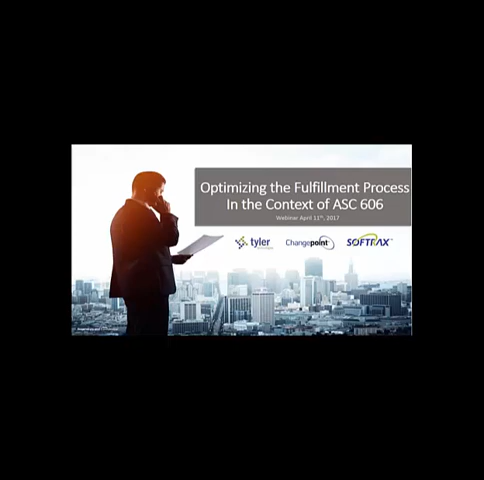 Optimizing the Fulfillment Process
In the Context of ASC 606
Webinar April 11th, 2017
tyler
Changepoint
SOFTRAX